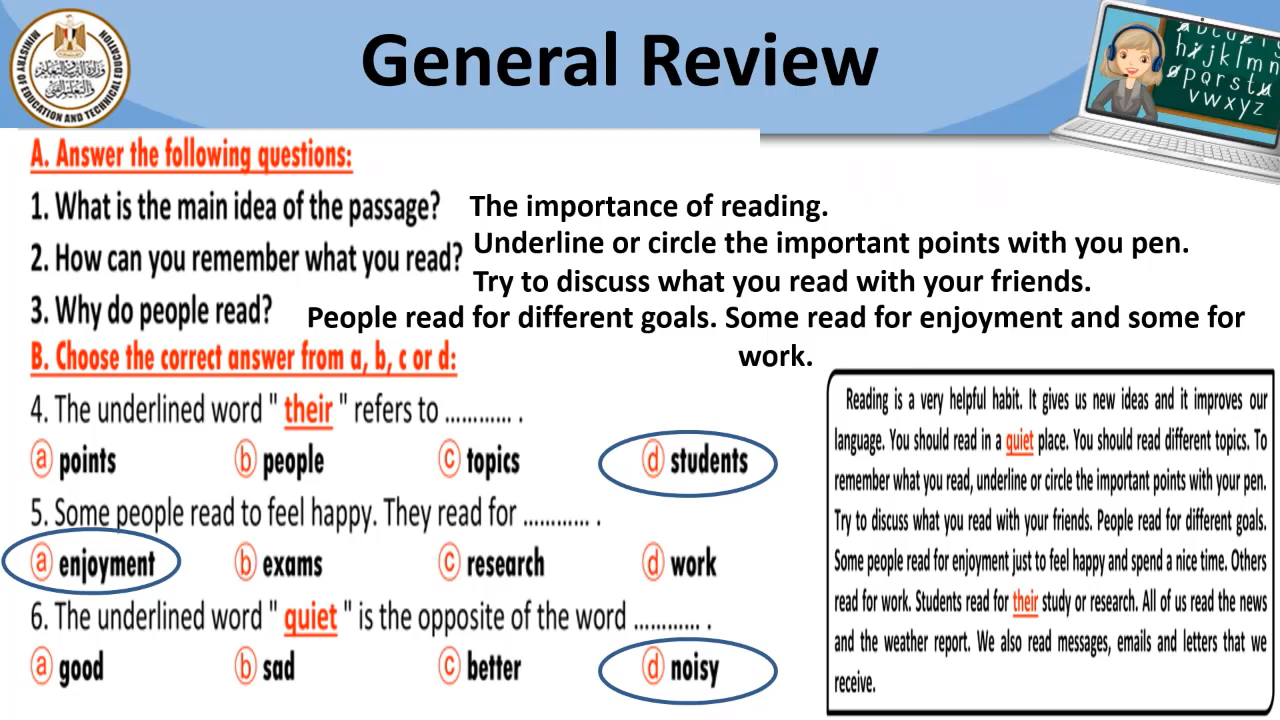 General Review
MINISTRY OF EDUCATION AND TECHNICAL EDUCATION
A. Answer the following questions:
1. What is the main idea of the passage?
The importance of reading.
2. How can you remember what you read?
Underline or circle the important points with you pen.
Try to discuss what you read with your friends.
3. Why do people read?
People read for different goals. Some read for enjoyment and some for
work.
B. Choose the correct answer from a, b, c or d:
4. The underlined word " their " refers to ............ .
a points b people c topics d students
5. Some people read to feel happy. They read for ............ .
a enjoyment b exams c research d work
6. The underlined word " quiet " is the opposite of the word ............ .
a good b sad c better d noisy
Reading is a very helpful habit. It gives us new ideas and it improves our
language. You should read in a quiet place. You should read different topics. To
remember what you read, underline or circle the important points with your pen.
Try to discuss what you read with your friends. People read for different goals.
Some people read for enjoyment just to feel happy and spend a nice time. Others
read for work. Students read for their study or research. All of us read the news
and the weather report. We also read messages, emails and letters that we
receive.